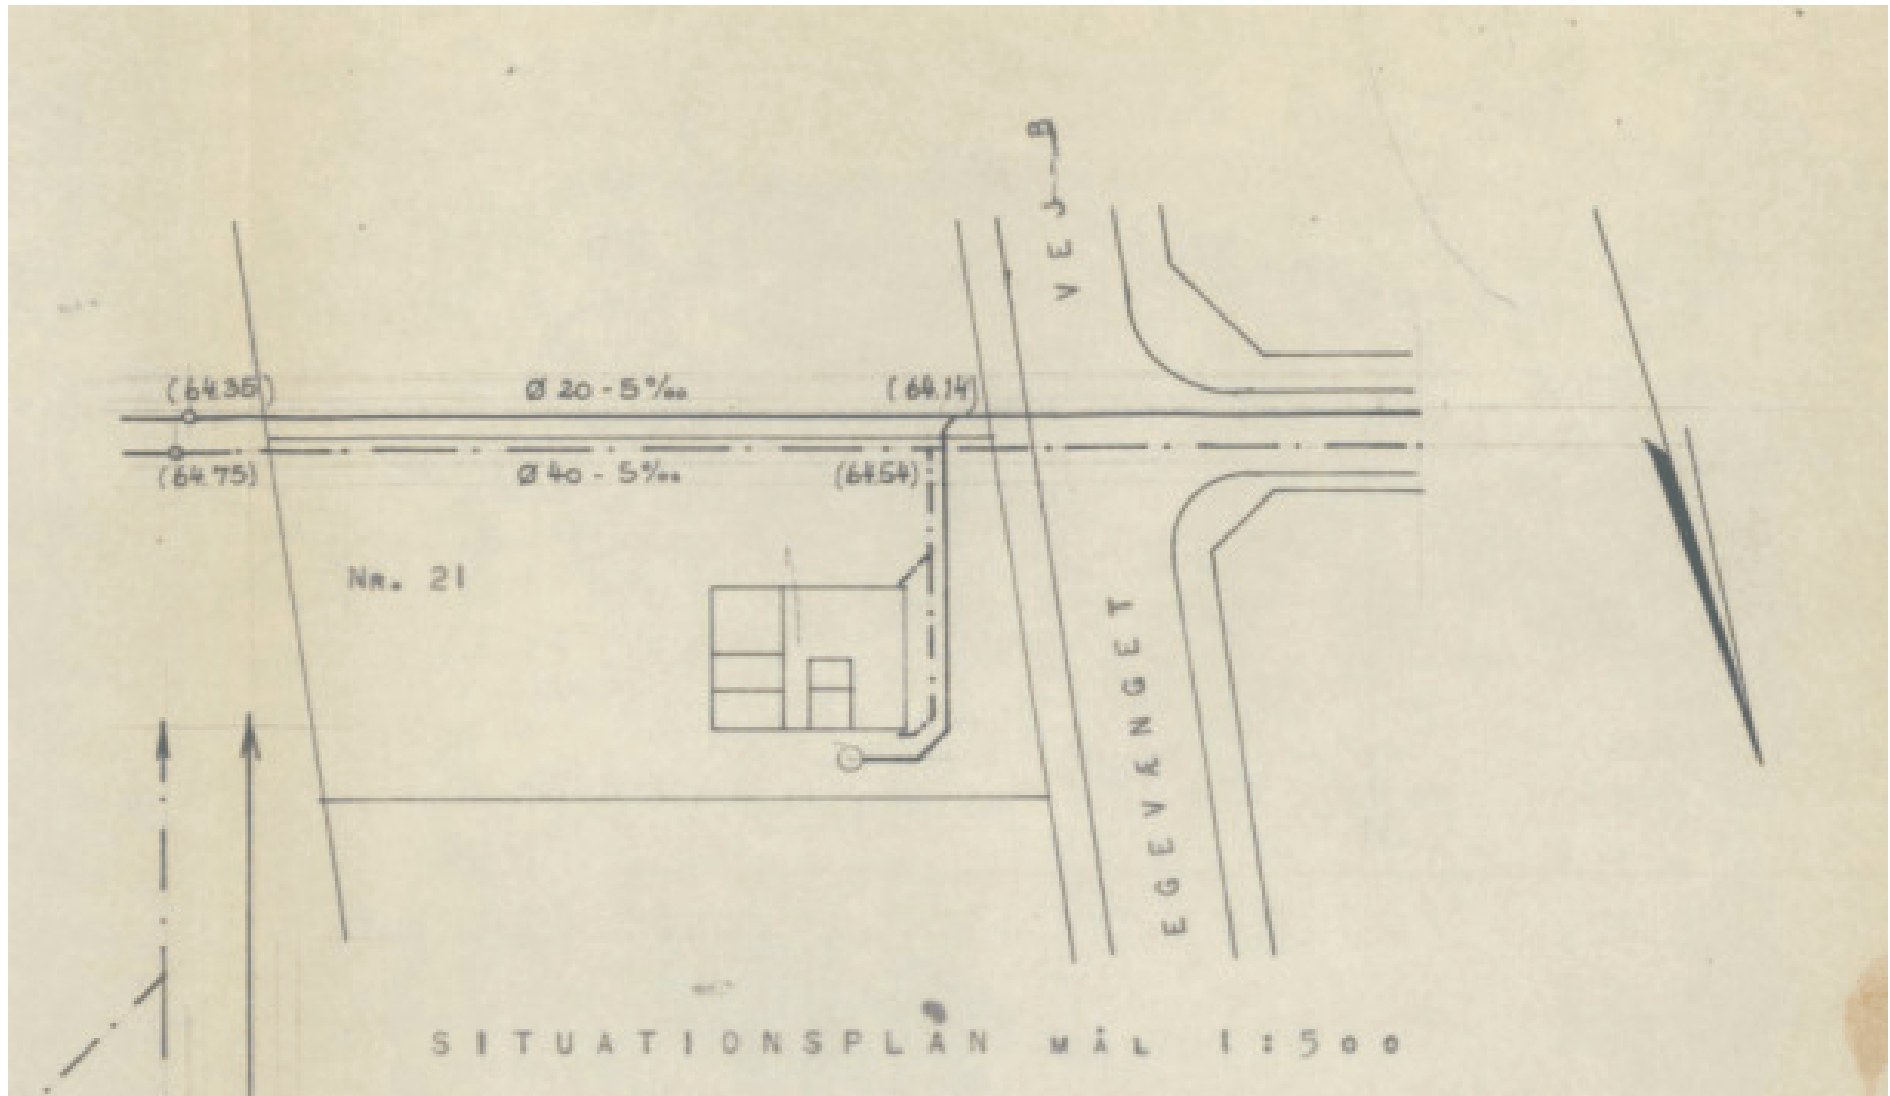 VEJ B
(64.35)
Ø 20 - 5‰
(64.14)
(64.75)
Ø 40 - 5‰
(64.54)
Nr. 21
EGEVÆNGET
SITUATIONSPLAN MÅL 1:500